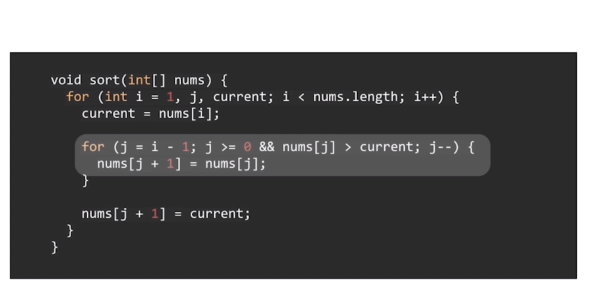 void sort(int[] nums) {
for (int i = 1, j, current; i < nums.length; i++) {
current = nums[i];
for (j = i - 1; j >= 0 && nums[j] > current; j--) {
nums[j + 1] = nums[j];
}
nums[j + 1] = current;
}
}